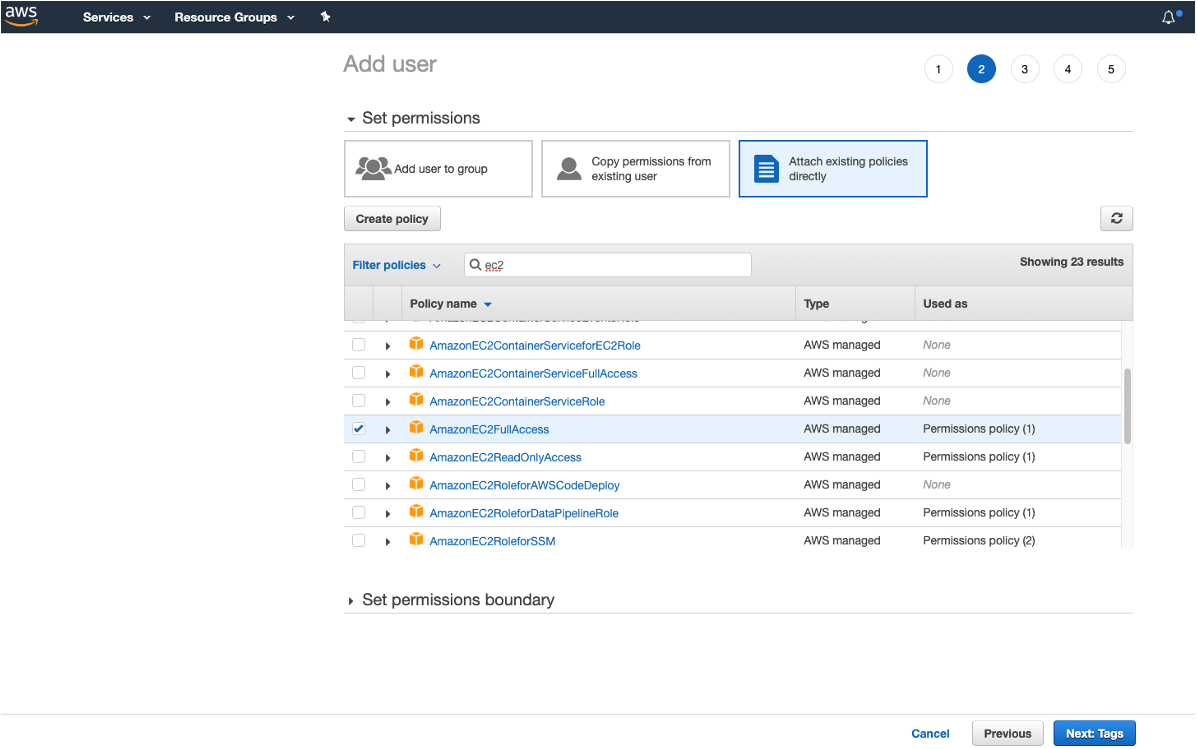 aws
Services Resource Groups
Add user
1 2 3 4 5
Set permissions
Add user to group
Copy permissions from
existing user
Attach existing policies
directly
Create policy
Filter policies ec2 Showing 23 results
Policy name Type Used as
AmazonEC2ContainerServiceforEC2Role AWS managed None
AmazonEC2ContainerServiceFullAccess AWS managed None
AmazonEC2ContainerServiceRole AWS managed None
AmazonEC2FullAccess AWS managed Permissions policy (1)
AmazonEC2ReadOnlyAccess AWS managed Permissions policy (1)
AmazonEC2RoleforAWSCodeDeploy AWS managed None
AmazonEC2RoleforDataPipelineRole AWS managed Permissions policy (1)
AmazonEC2RoleforSSM AWS managed Permissions policy (2)
Set permissions boundary
Cancel Previous Next: Tags